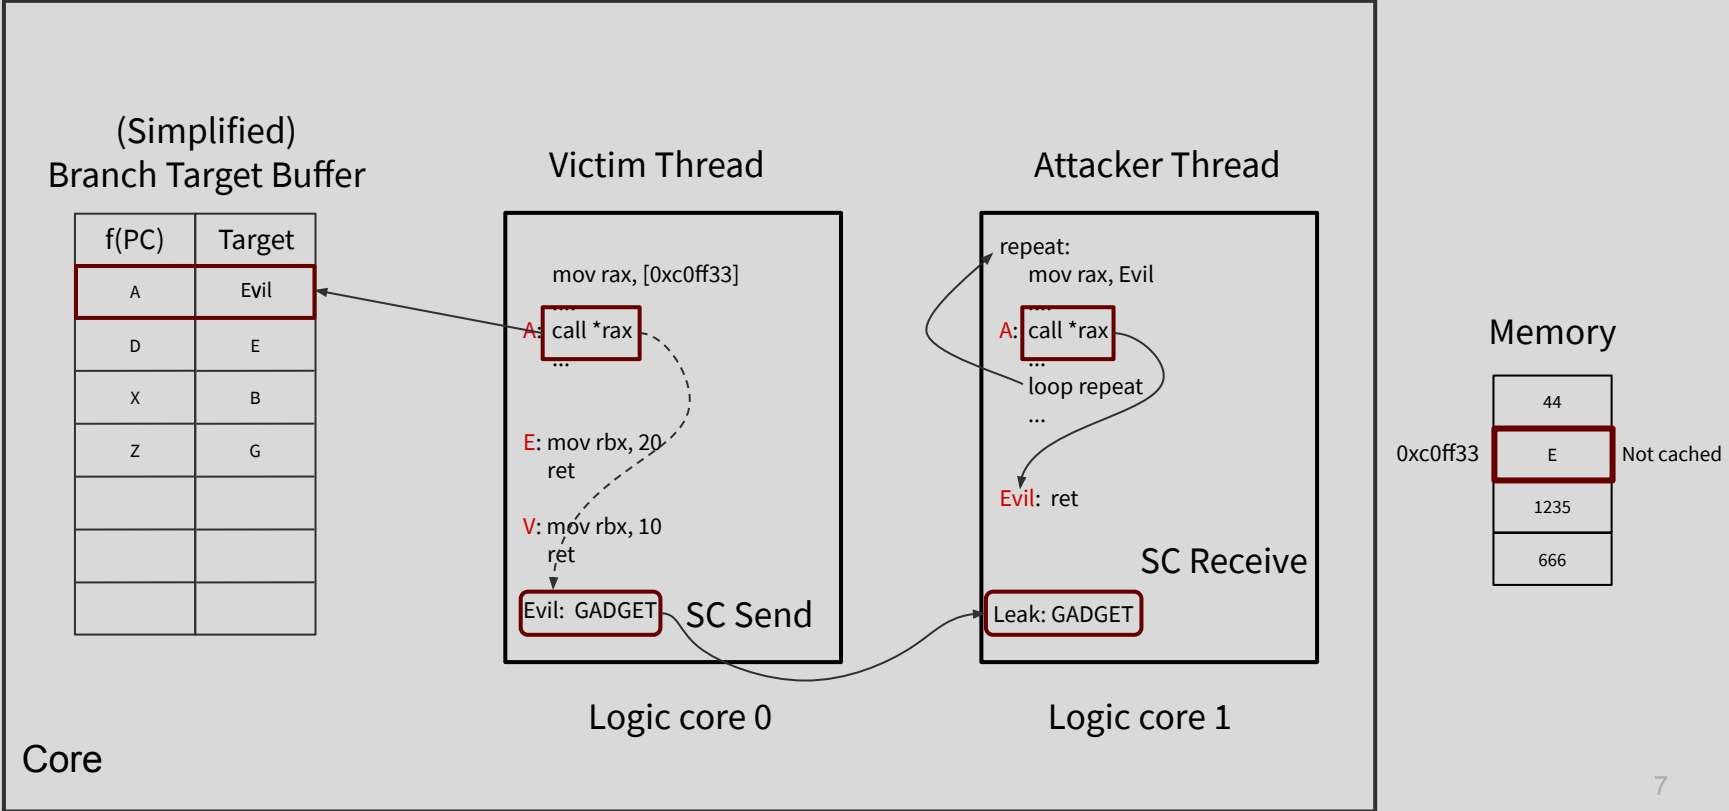 (Simplified)
Branch Target Buffer
f(PC) Target
A Evil
D E
X B
Z G
Victim Thread
mov rax, [0xc0ff33]
....
A: call *rax
...
E: mov rbx, 20
ret
V: mov rbx, 10
ret
Evil: GADGET
SC Send
Logic core 0
Attacker Thread
repeat:
mov rax, Evil
....
A: call *rax
...
loop repeat
...
Evil: ret
SC Receive
Leak: GADGET
Logic core 1
Core
Memory
44
0xc0ff33 E Not cached
1235
666
7